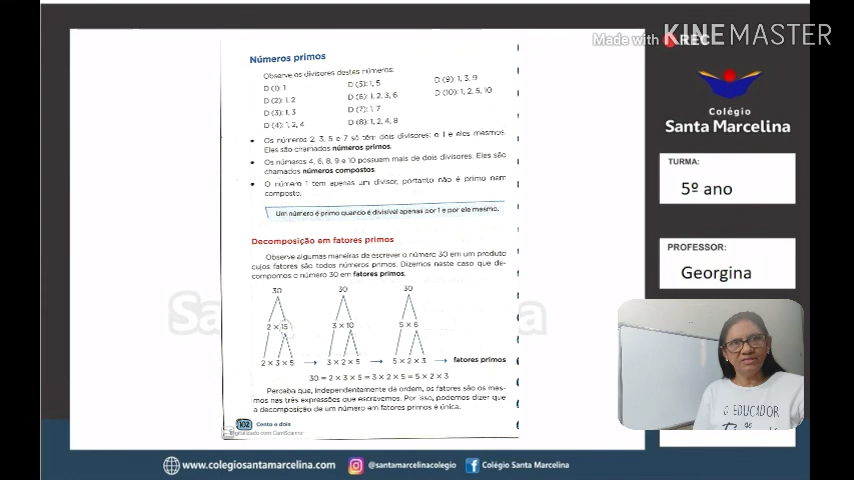 Made with KINEMASTER
REC
Números primos
Observe os divisores destes números:
D (1): 1
D (2): 1, 2
D (3): 1, 3
D (4): 1, 2, 4
D (5): 1, 5
D (6): 1, 2, 3, 6
D (7): 1, 7
D (8): 1, 2, 4, 8
D (9): 1, 3, 9
D (10): 1, 2, 5, 10
• Os números 2, 3, 5 e 7 só têm dois divisores: o 1 e eles mesmos.
Eles são chamados números primos.
• Os números 4, 6, 8, 9 e 10 possuem mais de dois divisores. Eles são
chamados números compostos.
• O número 1 tem apenas um divisor, portanto não é primo nem
composto.
Um número é primo quando é divisível apenas por 1 e por ele mesmo.
Decomposição em fatores primos
Observe algumas maneiras de escrever o número 30 em um produto
cujos fatores são todos números primos. Dizemos neste caso que de-
compomos o número 30 em fatores primos.
30 30 30
2 x 15 3 x 10 5 x 6
2 x 3 x 5 → 3 x 2 x 5 → 5 x 2 x 3 → fatores primos
30 = 2 x 3 x 5 = 3 x 2 x 5 = 5 x 2 x 3
Perceba que, independentemente da ordem, os fatores são os mes-
mos nas três expressões que escrevemos. Por isso, podemos dizer que
a decomposição de um número em fatores primos é única.
102 Cento e dois
Digitalizado com CamScanner
Colégio
Santa Marcelina
TURMA:
5º ano
PROFESSOR:
Georgina
O EDUCADOR
www.colegiosantamarcelina.com
@santamarcelinacolegio
Colégio Santa Marcelina